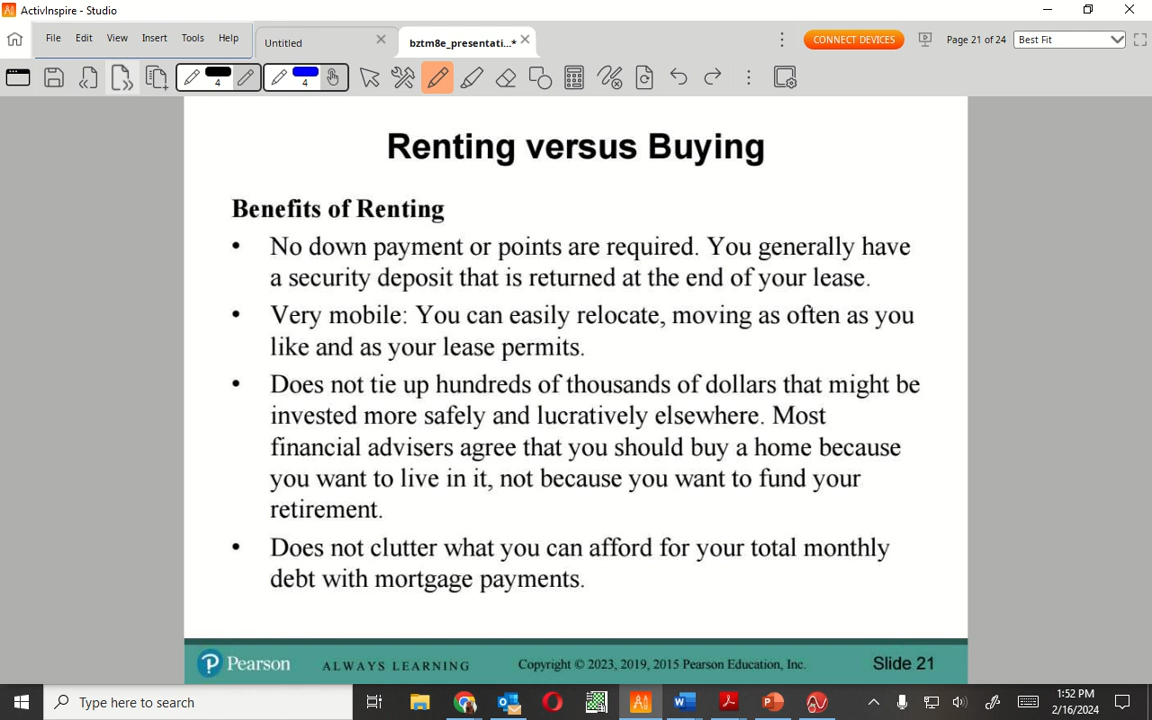 ActivInspire - Studio
File Edit View Insert Tools Help
Untitled
bztm8e_presentati...*
CONNECT DEVICES
Page 21 of 24
Best Fit
4
4
Renting versus Buying
Benefits of Renting
• No down payment or points are required. You generally have
a security deposit that is returned at the end of your lease.
• Very mobile: You can easily relocate, moving as often as you
like and as your lease permits.
• Does not tie up hundreds of thousands of dollars that might be
invested more safely and lucratively elsewhere. Most
financial advisers agree that you should buy a home because
you want to live in it, not because you want to fund your
retirement.
• Does not clutter what you can afford for your total monthly
debt with mortgage payments.
Pearson
ALWAYS LEARNING
Copyright © 2023, 2019, 2015 Pearson Education, Inc.
Slide 21
Type here to search
1:52 PM
2/16/2024